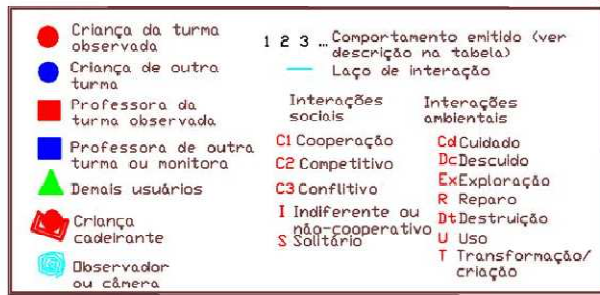 Criança da turma
observada
Criança de outra
turma
Professora da
turma observada
Professora de outra
turma ou monitora
Demais usuários
Criança
cadeirante
Observador
ou câmera
1 2 3 ... Comportamento emitido (ver
descrição na tabela)
Laço de interação
Interações
sociais
C1 Cooperação
C2 Competitivo
C3 Conflitivo
I Indiferente ou
não-cooperativo
S Solitário
Interações
ambientais
Cd Cuidado
Dc Descuido
Ex Exploração
R Reparo
Dt Destruição
U Uso
T Transformação/
criação